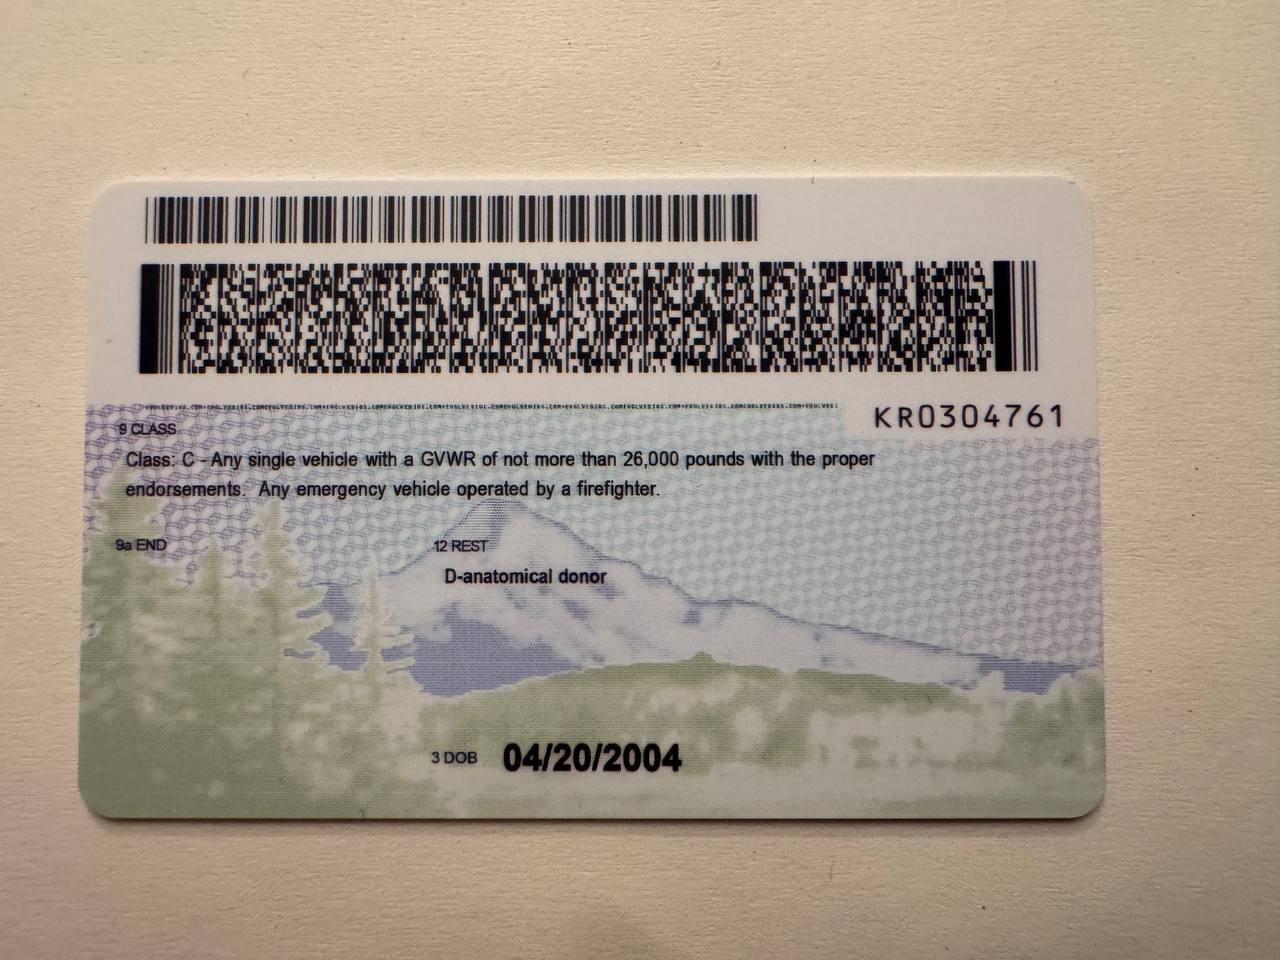 KR0304761
9 CLASS
Class: C - Any single vehicle with a GVWR of not more than 26,000 pounds with the proper
endorsements. Any emergency vehicle operated by a firefighter.
9a END
12 REST
D-anatomical donor
3 DOB 04/20/2004